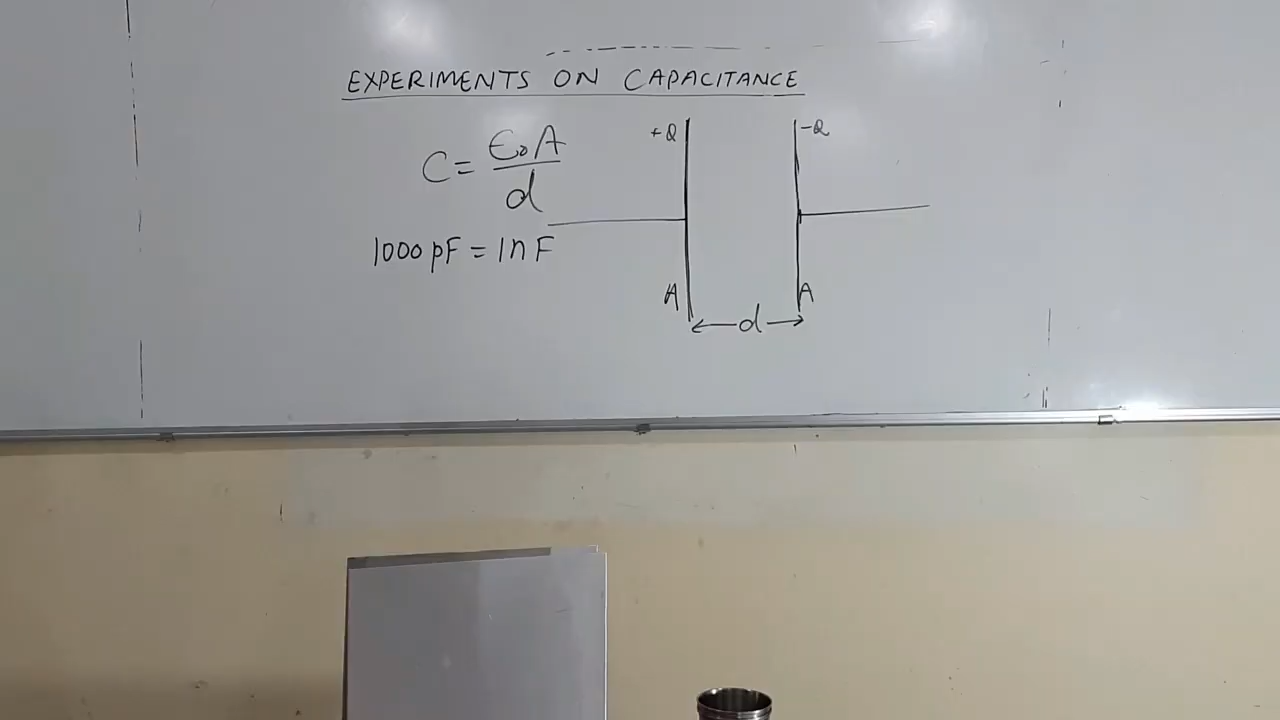 EXPERIMENTS ON CAPACITANCE
C = ϵ₀A/d
1000 pF = 1nF
+Q
-Q
A
A
d